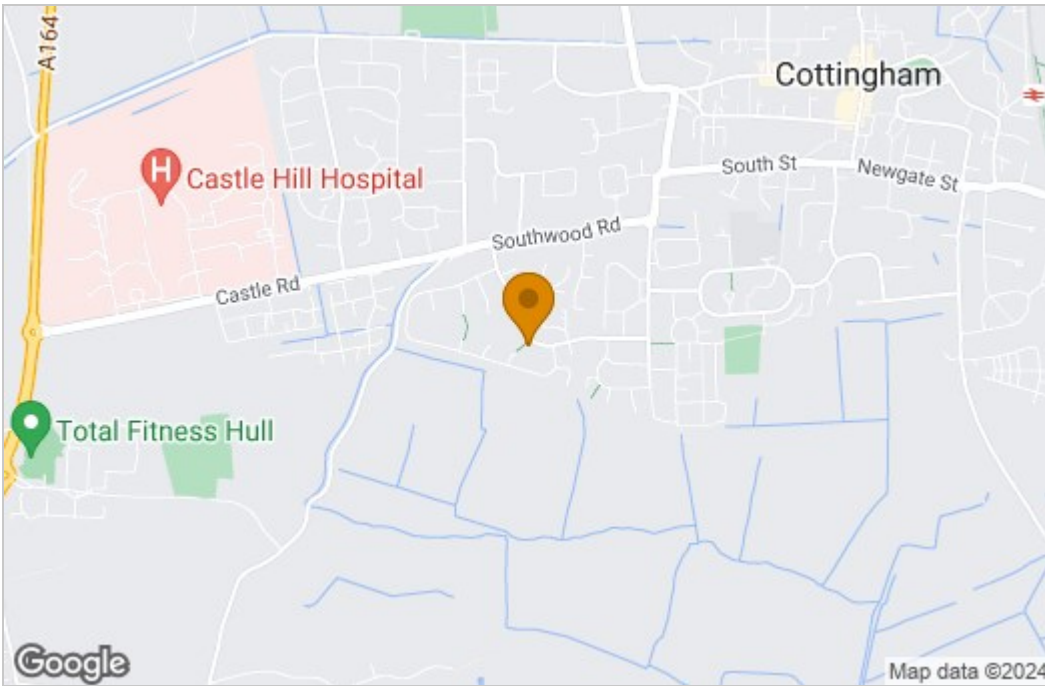 A164
Cottingham
H
Castle Hill Hospital
South St
Newgate St
Southwood Rd
Castle Rd
Total Fitness Hull
Google
Map data ©2024